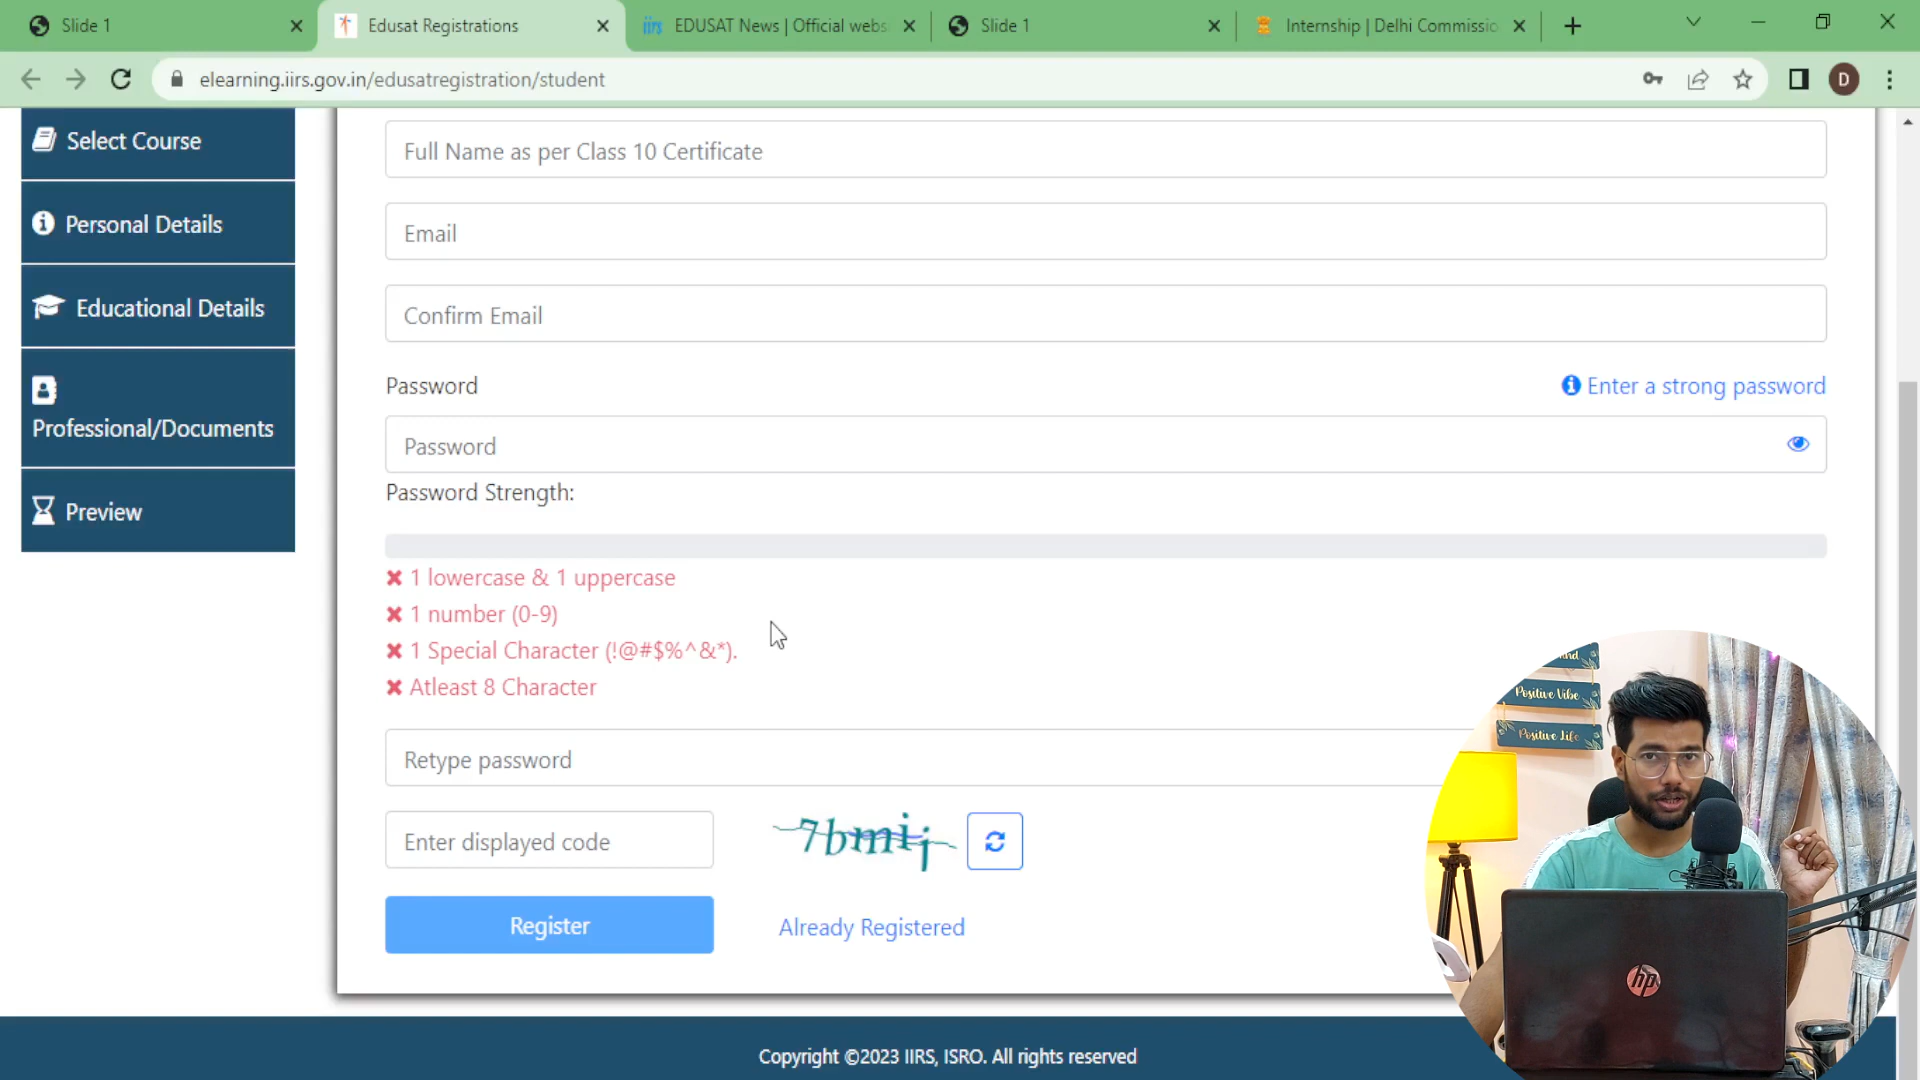 Slide 1
Edusat Registrations
EDUSAT News | Official webs
Slide 1
Internship | Delhi Commissio
elearning.iirs.gov.in/edusatregistration/student
D
Select Course
Personal Details
Educational Details
Professional/Documents
Preview
Full Name as per Class 10 Certificate
Email
Confirm Email
Password
Enter a strong password
Password
Password Strength:
1 lowercase & 1 uppercase
1 number (0-9)
1 Special Character (!@#$%^&*).
Atleast 8 Character
Retype password
Enter displayed code
7bmij
Register
Already Registered
Positive Vibe
Positive Life
hp
Copyright ©2023 IIRS, ISRO. All rights reserved